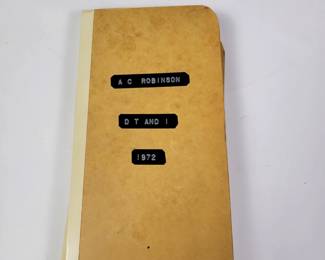 A C ROBINSON
D T AND I
1972